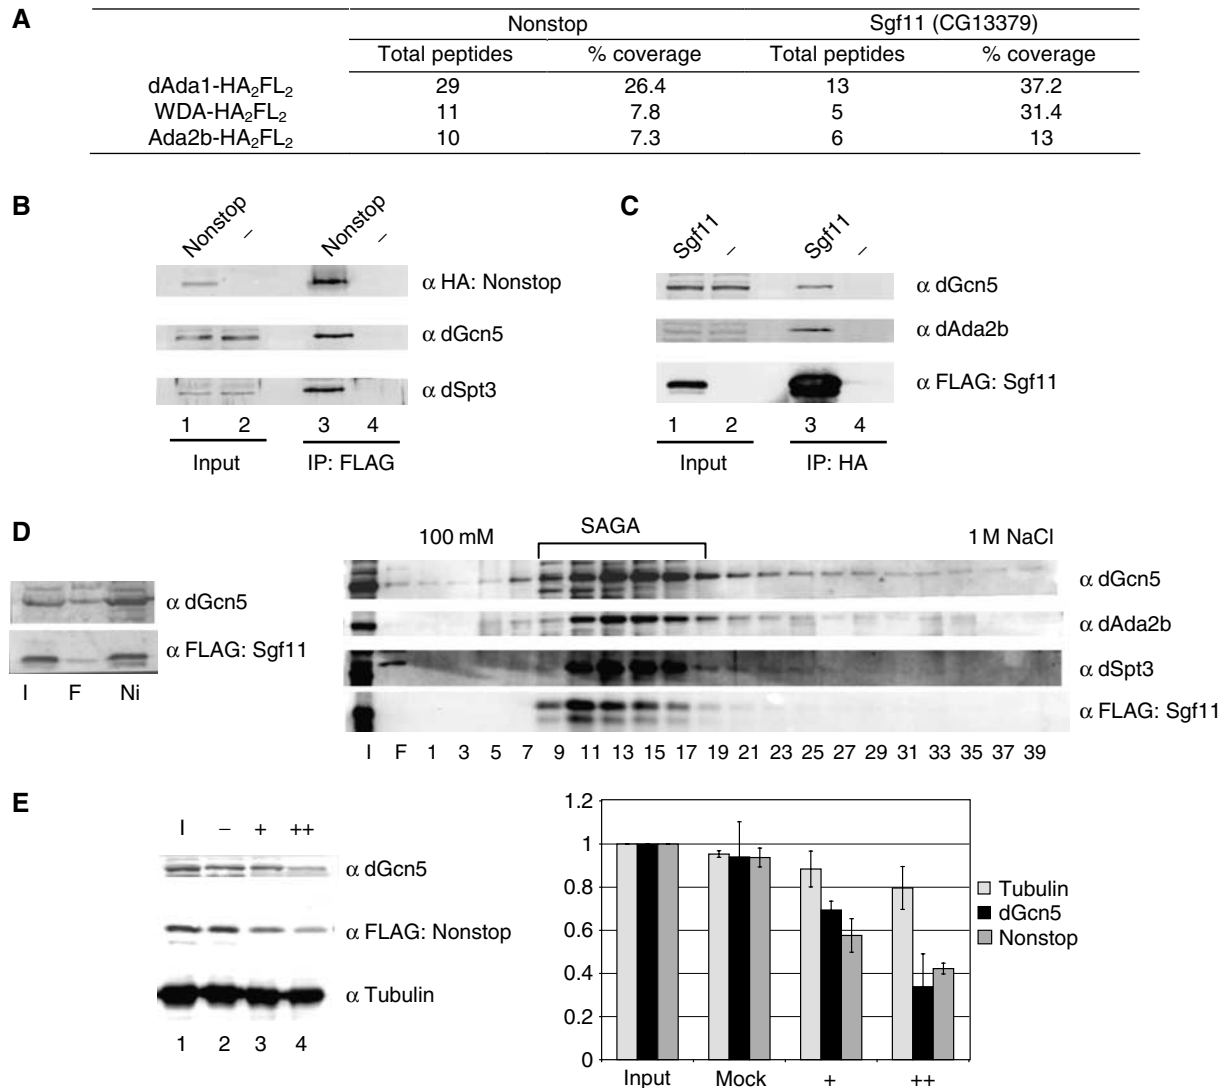 A
Nonstop Sgf11 (CG13379)
Total peptides % coverage Total peptides % coverage
dAda1-HA₂FL₂ 29 26.4 13 37.2
WDA-HA₂FL₂ 11 7.8 5 31.4
Ada2b-HA₂FL₂ 10 7.3 6 13
B
Nonstop – Nonstop –
α HA: Nonstop
α dGcn5
α dSpt3
1 2 3 4
Input IP: FLAG
C
Sgf11 – Sgf11 –
α dGcn5
α dAda2b
α FLAG: Sgf11
1 2 3 4
Input IP: HA
D
α dGcn5
α FLAG: Sgf11
I F Ni
100 mM SAGA 1 M NaCl
α dGcn5
α dAda2b
α dSpt3
α FLAG: Sgf11
I F 1 3 5 7 9 11 13 15 17 19 21 23 25 27 29 31 33 35 37 39
E
I – + ++
α dGcn5
α FLAG: Nonstop
α Tubulin
1 2 3 4
1.2
1
0.8
0.6
0.4
0.2
0
Input Mock + ++
Tubulin
dGcn5
Nonstop